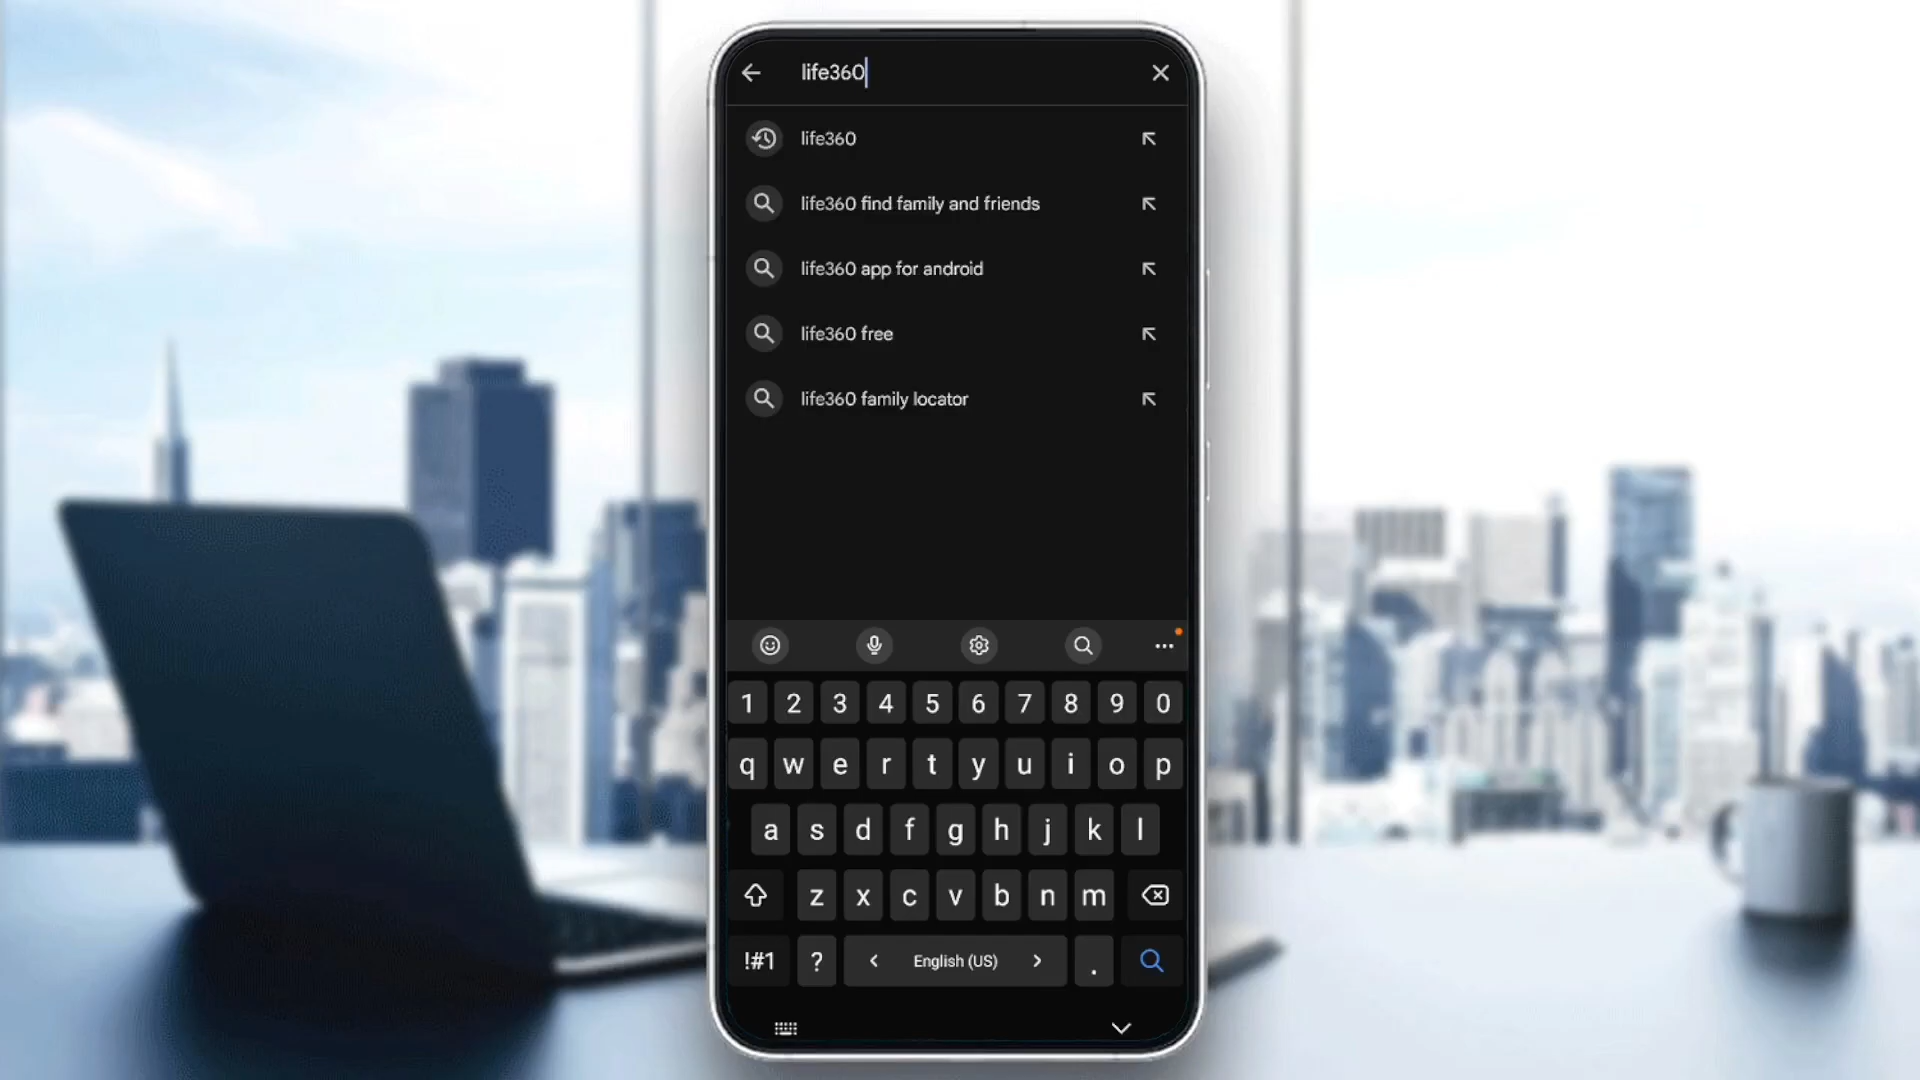 life360
life360
life360 find family and friends
life360 app for android
life360 free
life360 family locator
1 2 3 4 5 6 7 8 9 0
q w e r t y u i o p
a s d f g h j k l
z x c v b n m
!#1 ? < English (US) > .